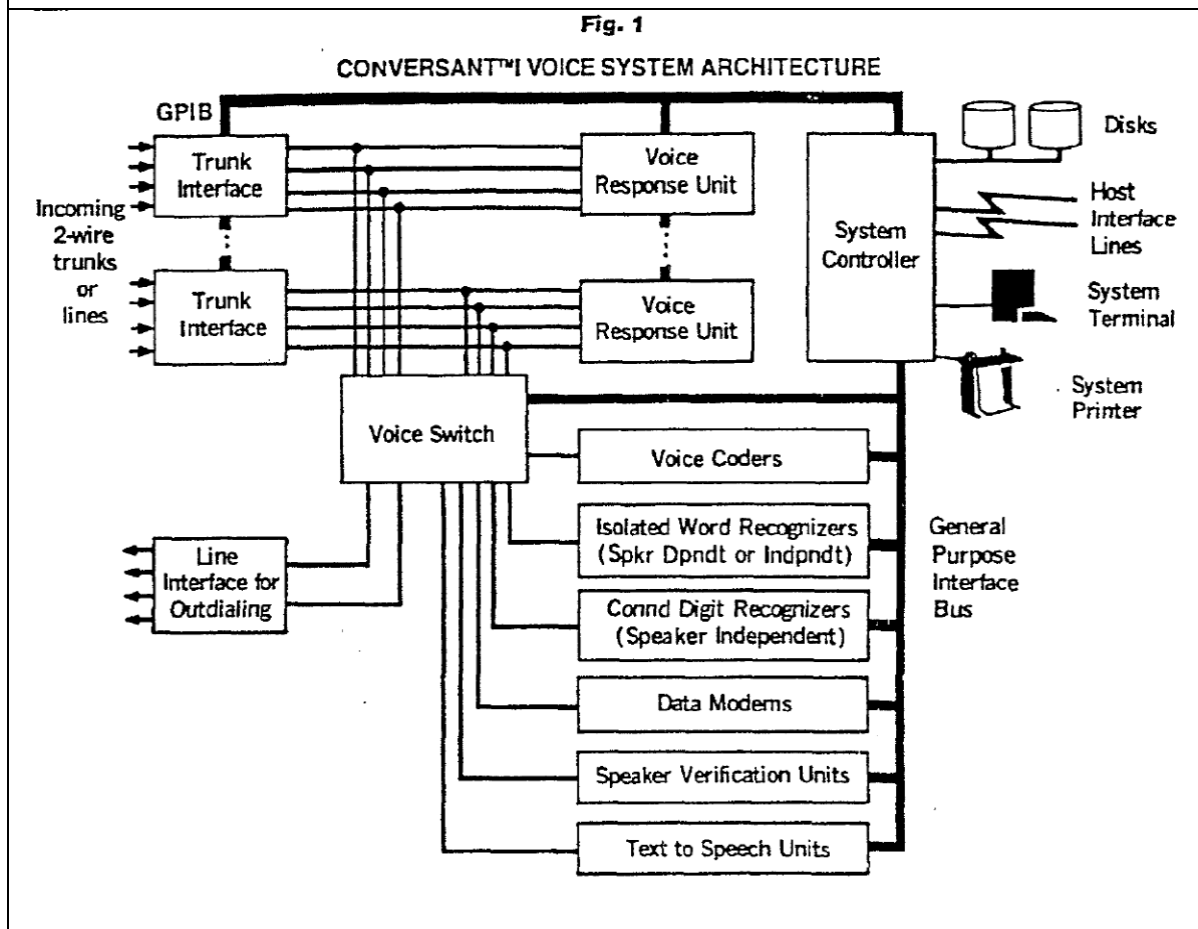 Fig. 1
CONVERSANT™I VOICE SYSTEM ARCHITECTURE
GPIB
Trunk
Interface
Voice
Response Unit
System
Controller
Disks
Host
Interface
Lines
Incoming
2-wire
trunks
or
lines
Trunk
Interface
Voice
Response Unit
System
Terminal
System
Printer
Voice Switch
Voice Coders
Isolated Word Recognizers
(Spkr Dpndt or Indpndt)
General
Purpose
Interface
Bus
Line
Interface for
Outdialing
Connd Digit Recognizers
(Speaker Independent)
Data Modems
Speaker Verification Units
Text to Speech Units